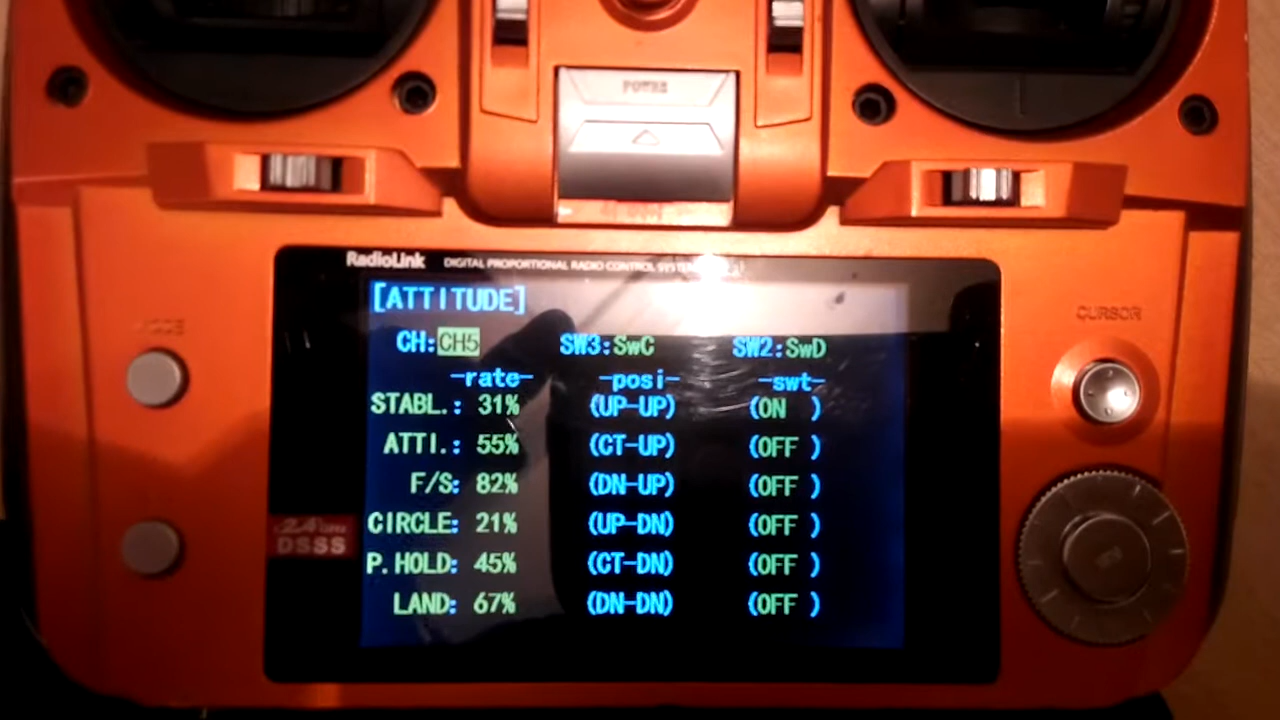 POWER
RadioLink DIGITAL PROPORTIONAL RADIO CONTROL SYSTEM
[ATTITUDE]
MODE
CURSOR
CH:CH5 SW3:SwC SW2:SwD
-rate- -posi- -swt-
STABL.: 31% (UP-UP) (ON )
ATTI.: 55% (CT-UP) (OFF )
F/S: 82% (DN-UP) (OFF )
CIRCLE: 21% (UP-DN) (OFF )
2.4GHz
DSSS
P.HOLD: 45% (CT-DN) (OFF )
LAND: 67% (DN-DN) (OFF )